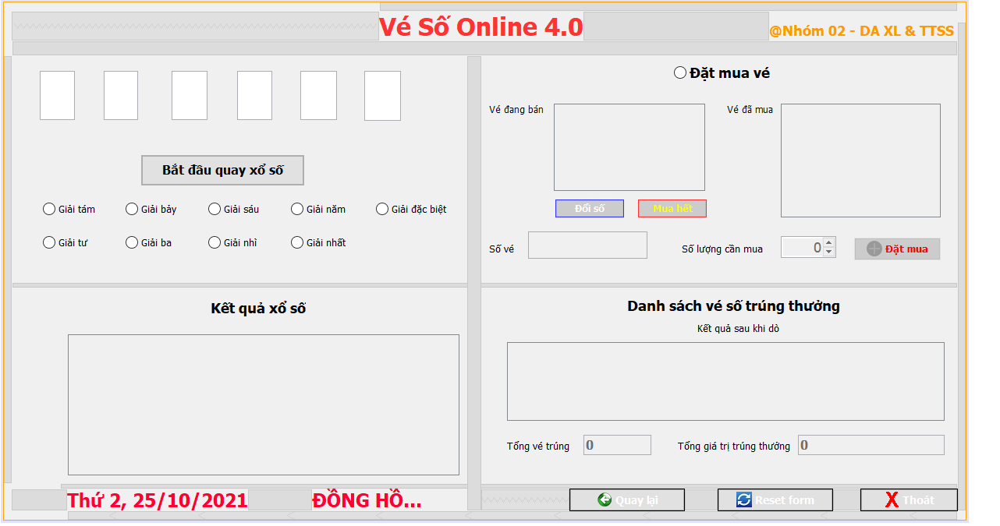 Vé Số Online 4.0
@Nhóm 02 - DA XL & TTSS
Bắt đầu quay xổ số
Giải tám Giải bảy Giải sáu Giải năm Giải đặc biệt
Giải tư Giải ba Giải nhì Giải nhất
Đặt mua vé
Vé đang bán Vé đã mua
Đổi số Mua hết
Số vé Số lượng cần mua 0 Đặt mua
Kết quả xổ số
Danh sách vé số trúng thưởng
Kết quả sau khi dò
Tổng vé trúng 0 Tổng giá trị trúng thưởng 0
Thứ 2, 25/10/2021 ĐỒNG HỒ...
Quay lại Reset form Thoát